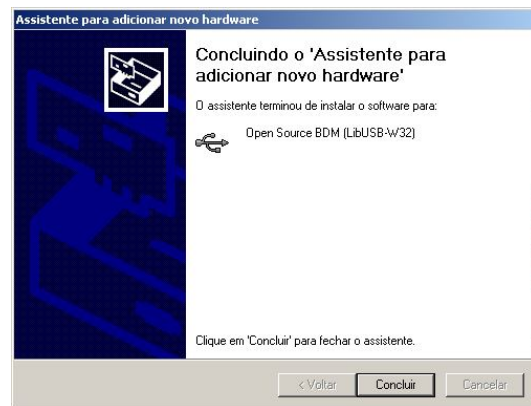 Assistente para adicionar novo hardware
Concluindo o 'Assistente para
adicionar novo hardware'
O assistente terminou de instalar o software para:
Open Source BDM (LibUSB-W32)
Clique em 'Concluir' para fechar o assistente.
< Voltar Concluir Cancelar